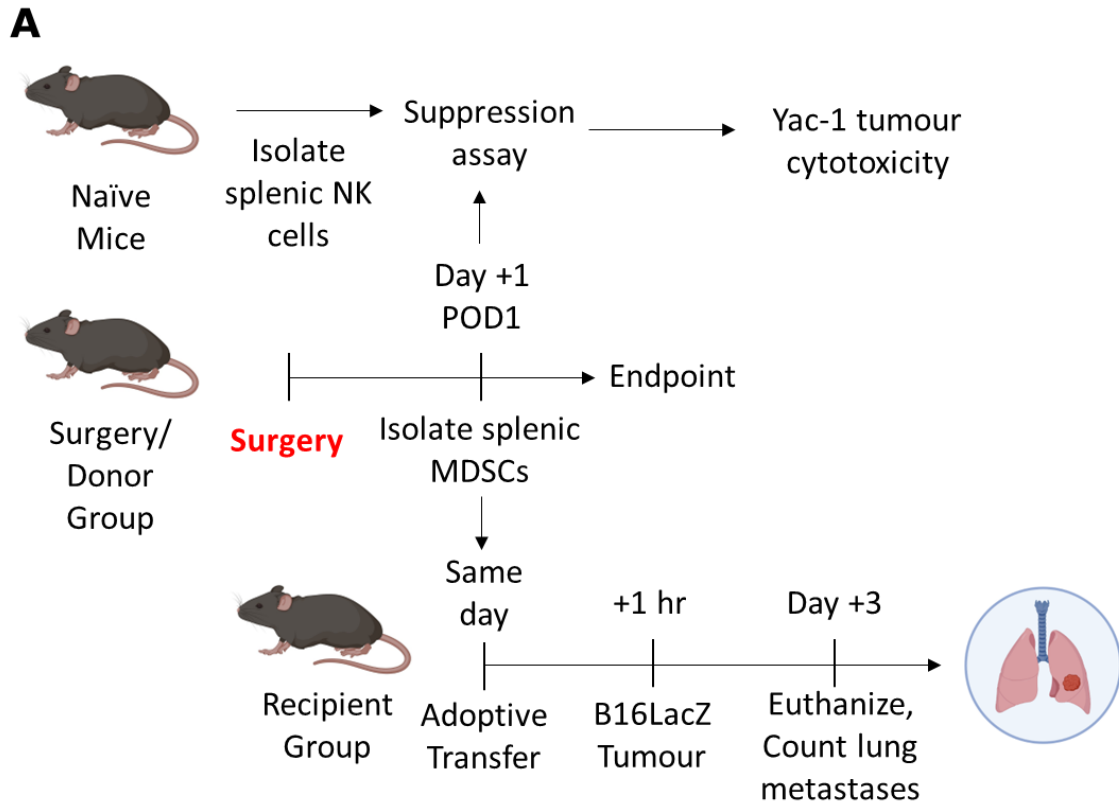 A
Naïve
Mice
Isolate
splenic NK
cells
Suppression
assay
Yac-1 tumour
cytotoxicity
Day +1
POD1
Surgery/
Donor
Group
Surgery
Isolate splenic
MDSCs
Endpoint
Recipient
Group
Same
day
Adoptive
Transfer
+1 hr
B16LacZ
Tumour
Day +3
Euthanize,
Count lung
metastases